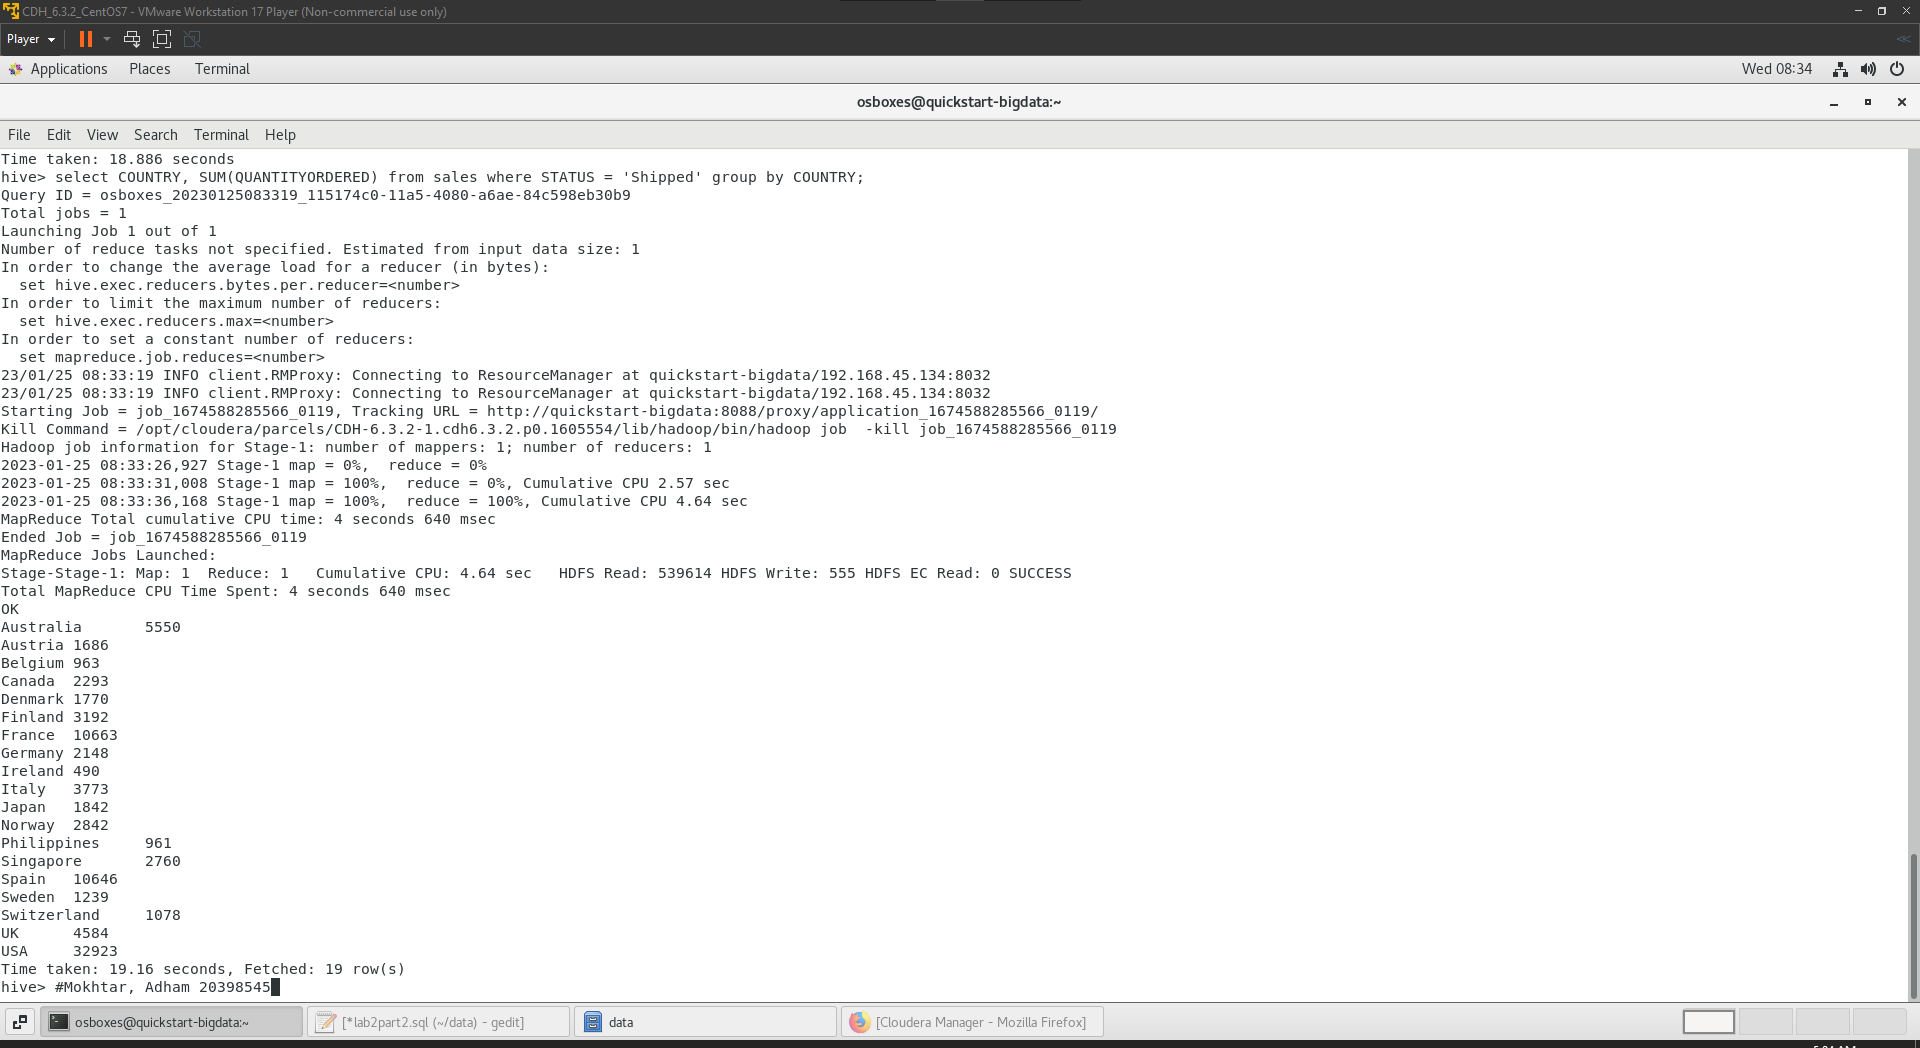 CDH_6.3.2_CentOS7 - VMware Workstation 17 Player (Non-commercial use only)
Player
Applications Places Terminal Wed 08:34
osboxes@quickstart-bigdata:~
File Edit View Search Terminal Help
Time taken: 18.886 seconds
hive> select COUNTRY, SUM(QUANTITYORDERED) from sales where STATUS = 'Shipped' group by COUNTRY;
Query ID = osboxes_20230125083319_115174c0-11a5-4080-a6ae-84c598eb30b9
Total jobs = 1
Launching Job 1 out of 1
Number of reduce tasks not specified. Estimated from input data size: 1
In order to change the average load for a reducer (in bytes):
  set hive.exec.reducers.bytes.per.reducer=<number>
In order to limit the maximum number of reducers:
  set hive.exec.reducers.max=<number>
In order to set a constant number of reducers:
  set mapreduce.job.reduces=<number>
23/01/25 08:33:19 INFO client.RMProxy: Connecting to ResourceManager at quickstart-bigdata/192.168.45.134:8032
23/01/25 08:33:19 INFO client.RMProxy: Connecting to ResourceManager at quickstart-bigdata/192.168.45.134:8032
Starting Job = job_1674588285566_0119, Tracking URL = http://quickstart-bigdata:8088/proxy/application_1674588285566_0119/
Kill Command = /opt/cloudera/parcels/CDH-6.3.2-1.cdh6.3.2.p0.1605554/lib/hadoop/bin/hadoop job  -kill job_1674588285566_0119
Hadoop job information for Stage-1: number of mappers: 1; number of reducers: 1
2023-01-25 08:33:26,927 Stage-1 map = 0%,  reduce = 0%
2023-01-25 08:33:31,008 Stage-1 map = 100%,  reduce = 0%, Cumulative CPU 2.57 sec
2023-01-25 08:33:36,168 Stage-1 map = 100%,  reduce = 100%, Cumulative CPU 4.64 sec
MapReduce Total cumulative CPU time: 4 seconds 640 msec
Ended Job = job_1674588285566_0119
MapReduce Jobs Launched:
Stage-Stage-1: Map: 1  Reduce: 1   Cumulative CPU: 4.64 sec   HDFS Read: 539614 HDFS Write: 555 HDFS EC Read: 0 SUCCESS
Total MapReduce CPU Time Spent: 4 seconds 640 msec
OK
Australia	5550
Austria	1686
Belgium	963
Canada	2293
Denmark	1770
Finland	3192
France	10663
Germany	2148
Ireland	490
Italy	3773
Japan	1842
Norway	2842
Philippines	961
Singapore	2760
Spain	10646
Sweden	1239
Switzerland	1078
UK	4584
USA	32923
Time taken: 19.16 seconds, Fetched: 19 row(s)
hive> #Mokhtar, Adham 20398545
osboxes@quickstart-bigdata:~ [*lab2part2.sql (~/data) - gedit] data [Cloudera Manager - Mozilla Firefox]